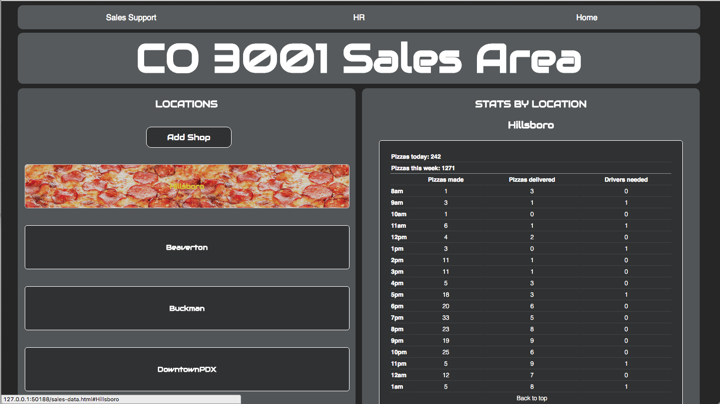 Sales Support HR Home
CO 3001 Sales Area
LOCATIONS
Add Shop
Hillsboro
Beaverton
Buckman
DowntownPDX
STATS BY LOCATION
Hillsboro
Pizzas today: 242
Pizzas this week: 1271
Pizzas made Pizzas delivered Drivers needed
8am 1 3 0
9am 3 1 1
10am 1 0 0
11am 6 1 1
12pm 4 2 0
1pm 3 0 1
2pm 11 1 0
3pm 11 1 0
4pm 5 3 0
5pm 18 3 1
6pm 20 6 0
7pm 33 5 0
8pm 23 8 0
9pm 19 9 0
10pm 25 6 0
11pm 5 9 1
12am 12 7 0
1am 5 8 1
Back to top
127.0.0.1:50188/sales-data.html#Hillsboro